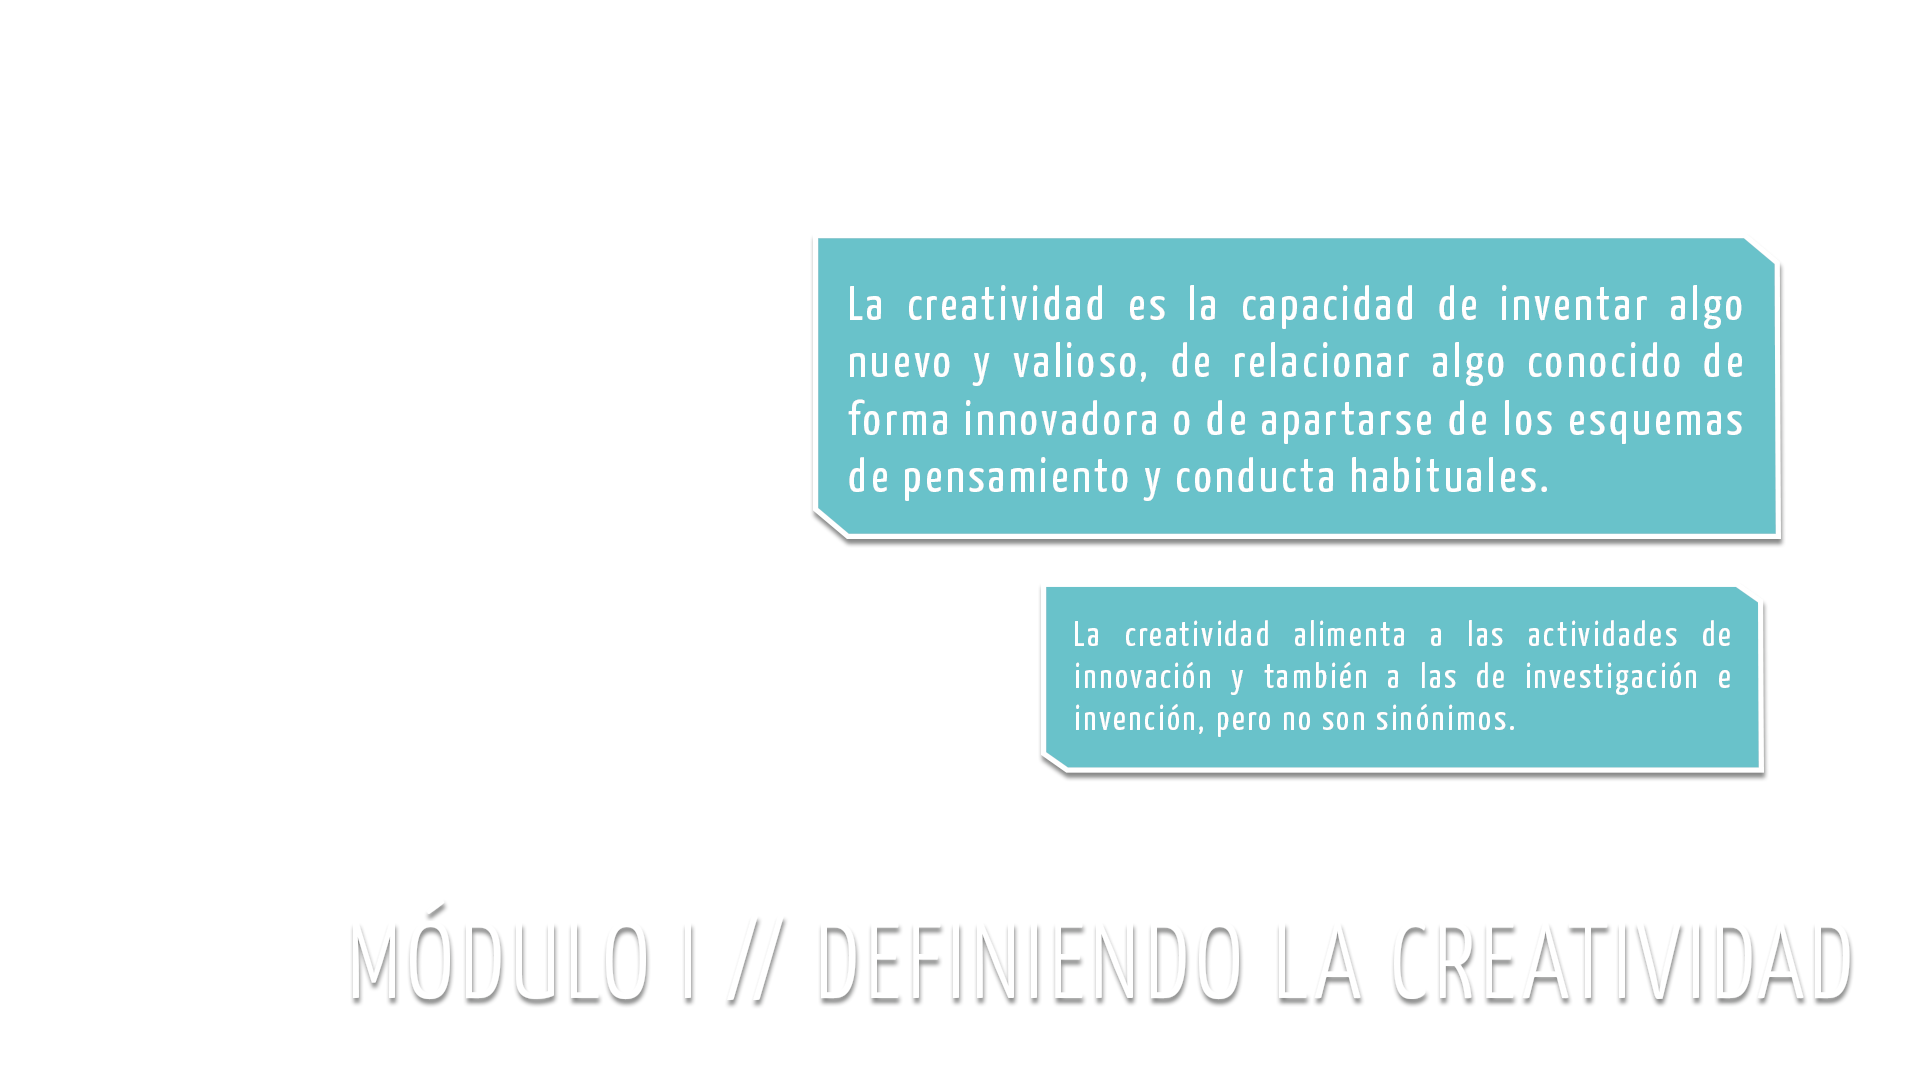 La creatividad es la capacidad de inventar algo
nuevo y valioso, de relacionar algo conocido de
forma innovadora o de apartarse de los esquemas
de pensamiento y conducta habituales.
La creatividad alimenta a las actividades de
innovación y también a las de investigación e
invención, pero no son sinónimos.
MÓDULO I // DEFINIENDO LA CREATIVIDAD